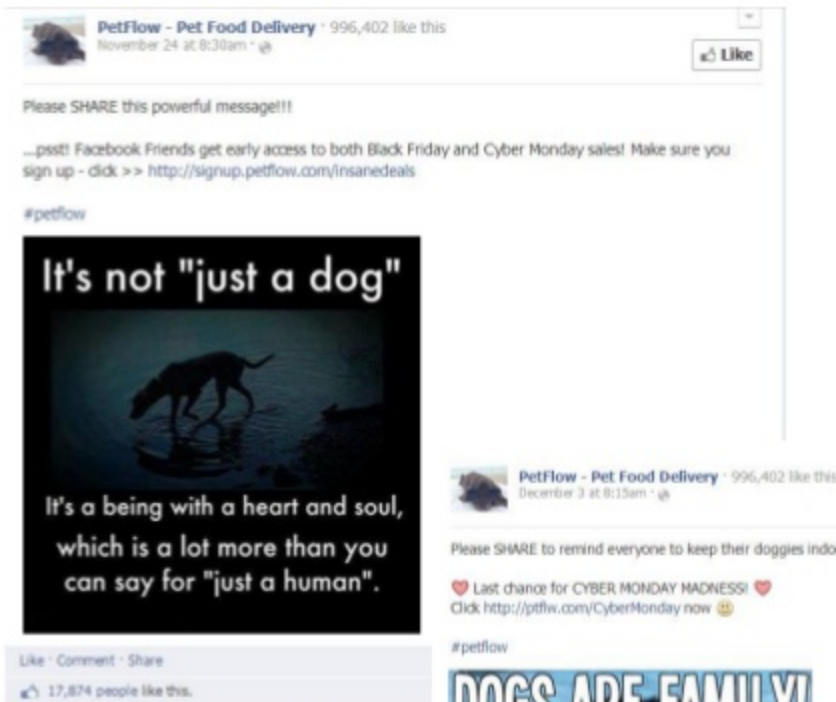 PetFlow - Pet Food Delivery · 996,402 like this
November 24 at 8:30am ·
Like
Please SHARE this powerful message!!!
...psst! Facebook Friends get early access to both Black Friday and Cyber Monday sales! Make sure you
sign up - click >> http://signup.petflow.com/insanedeals
#petflow
It's not "just a dog"
It's a being with a heart and soul,
which is a lot more than you
can say for "just a human".
Like · Comment · Share
17,874 people like this.
PetFlow - Pet Food Delivery · 996,402 like this
December 3 at 8:15am ·
Please SHARE to remind everyone to keep their doggies indo
Last chance for CYBER MONDAY MADNESS!
Click http://ptflw.com/CyberMonday now
#petflow
DOGS ARE FAMILY!